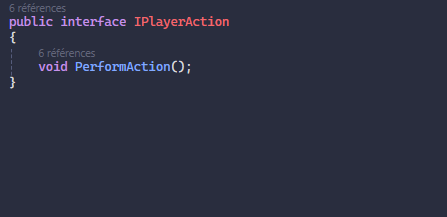 6 références
public interface IPlayerAction
{
6 références
void PerformAction();
}